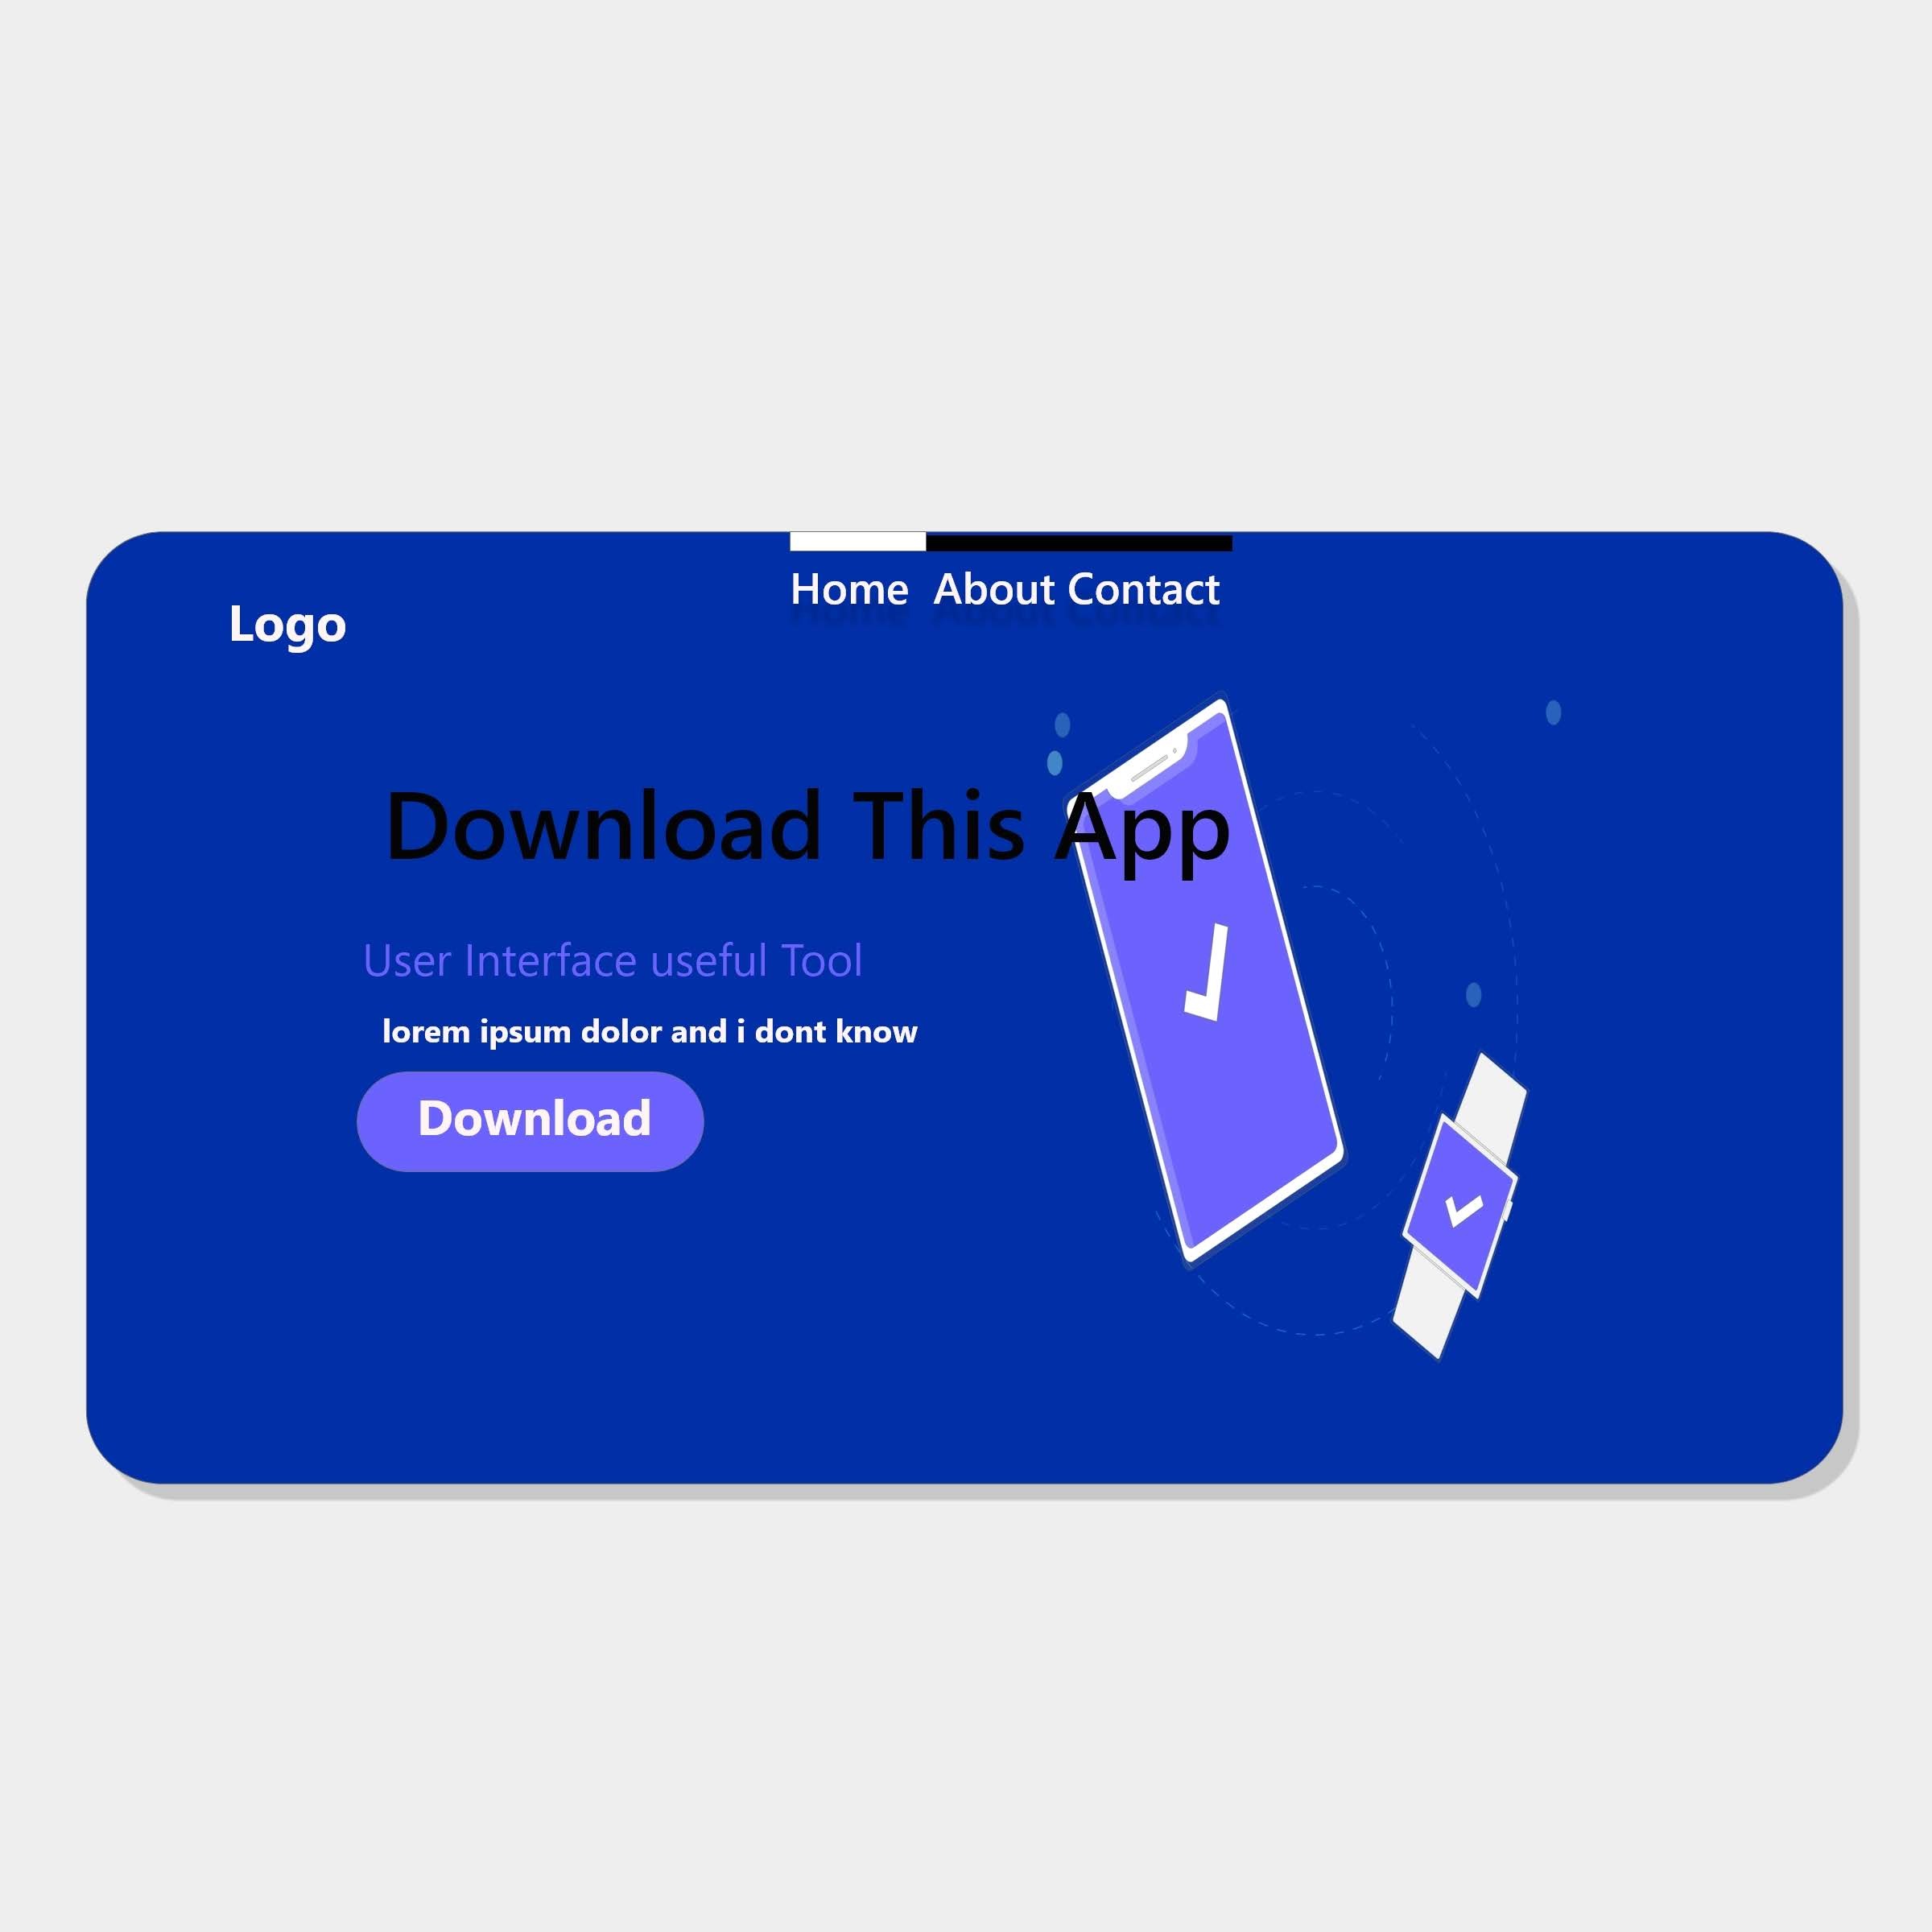 Home About Contact
Logo
Download This App
User Interface useful Tool
lorem ipsum dolor and i dont know
Download